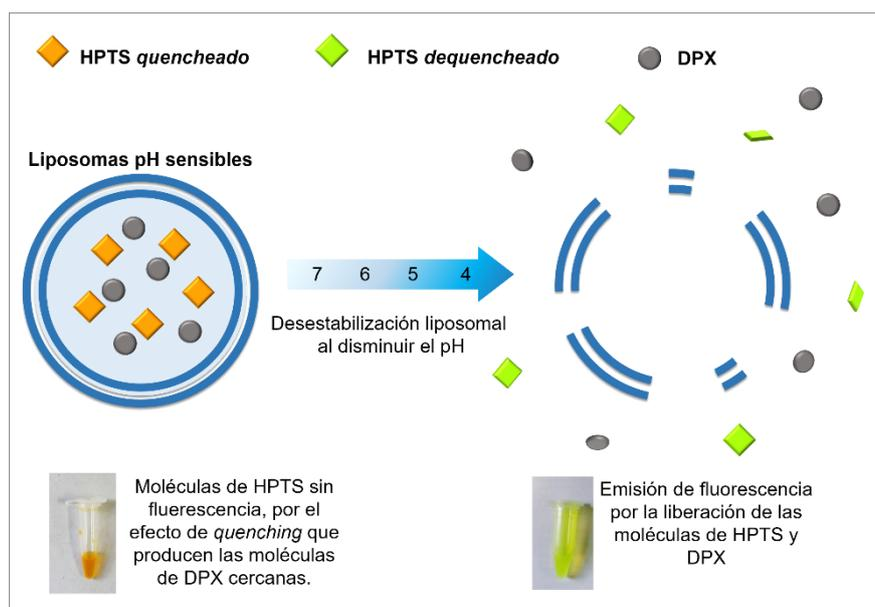 HPTS quencheado
HPTS dequencheado
DPX
Liposomas pH sensibles
7 6 5 4
Desestabilización liposomal
al disminuir el pH
Moléculas de HPTS sin
fluerescencia, por el
efecto de quenching que
producen las moléculas
de DPX cercanas.
Emisión de fluorescencia
por la liberación de las
moléculas de HPTS y
DPX